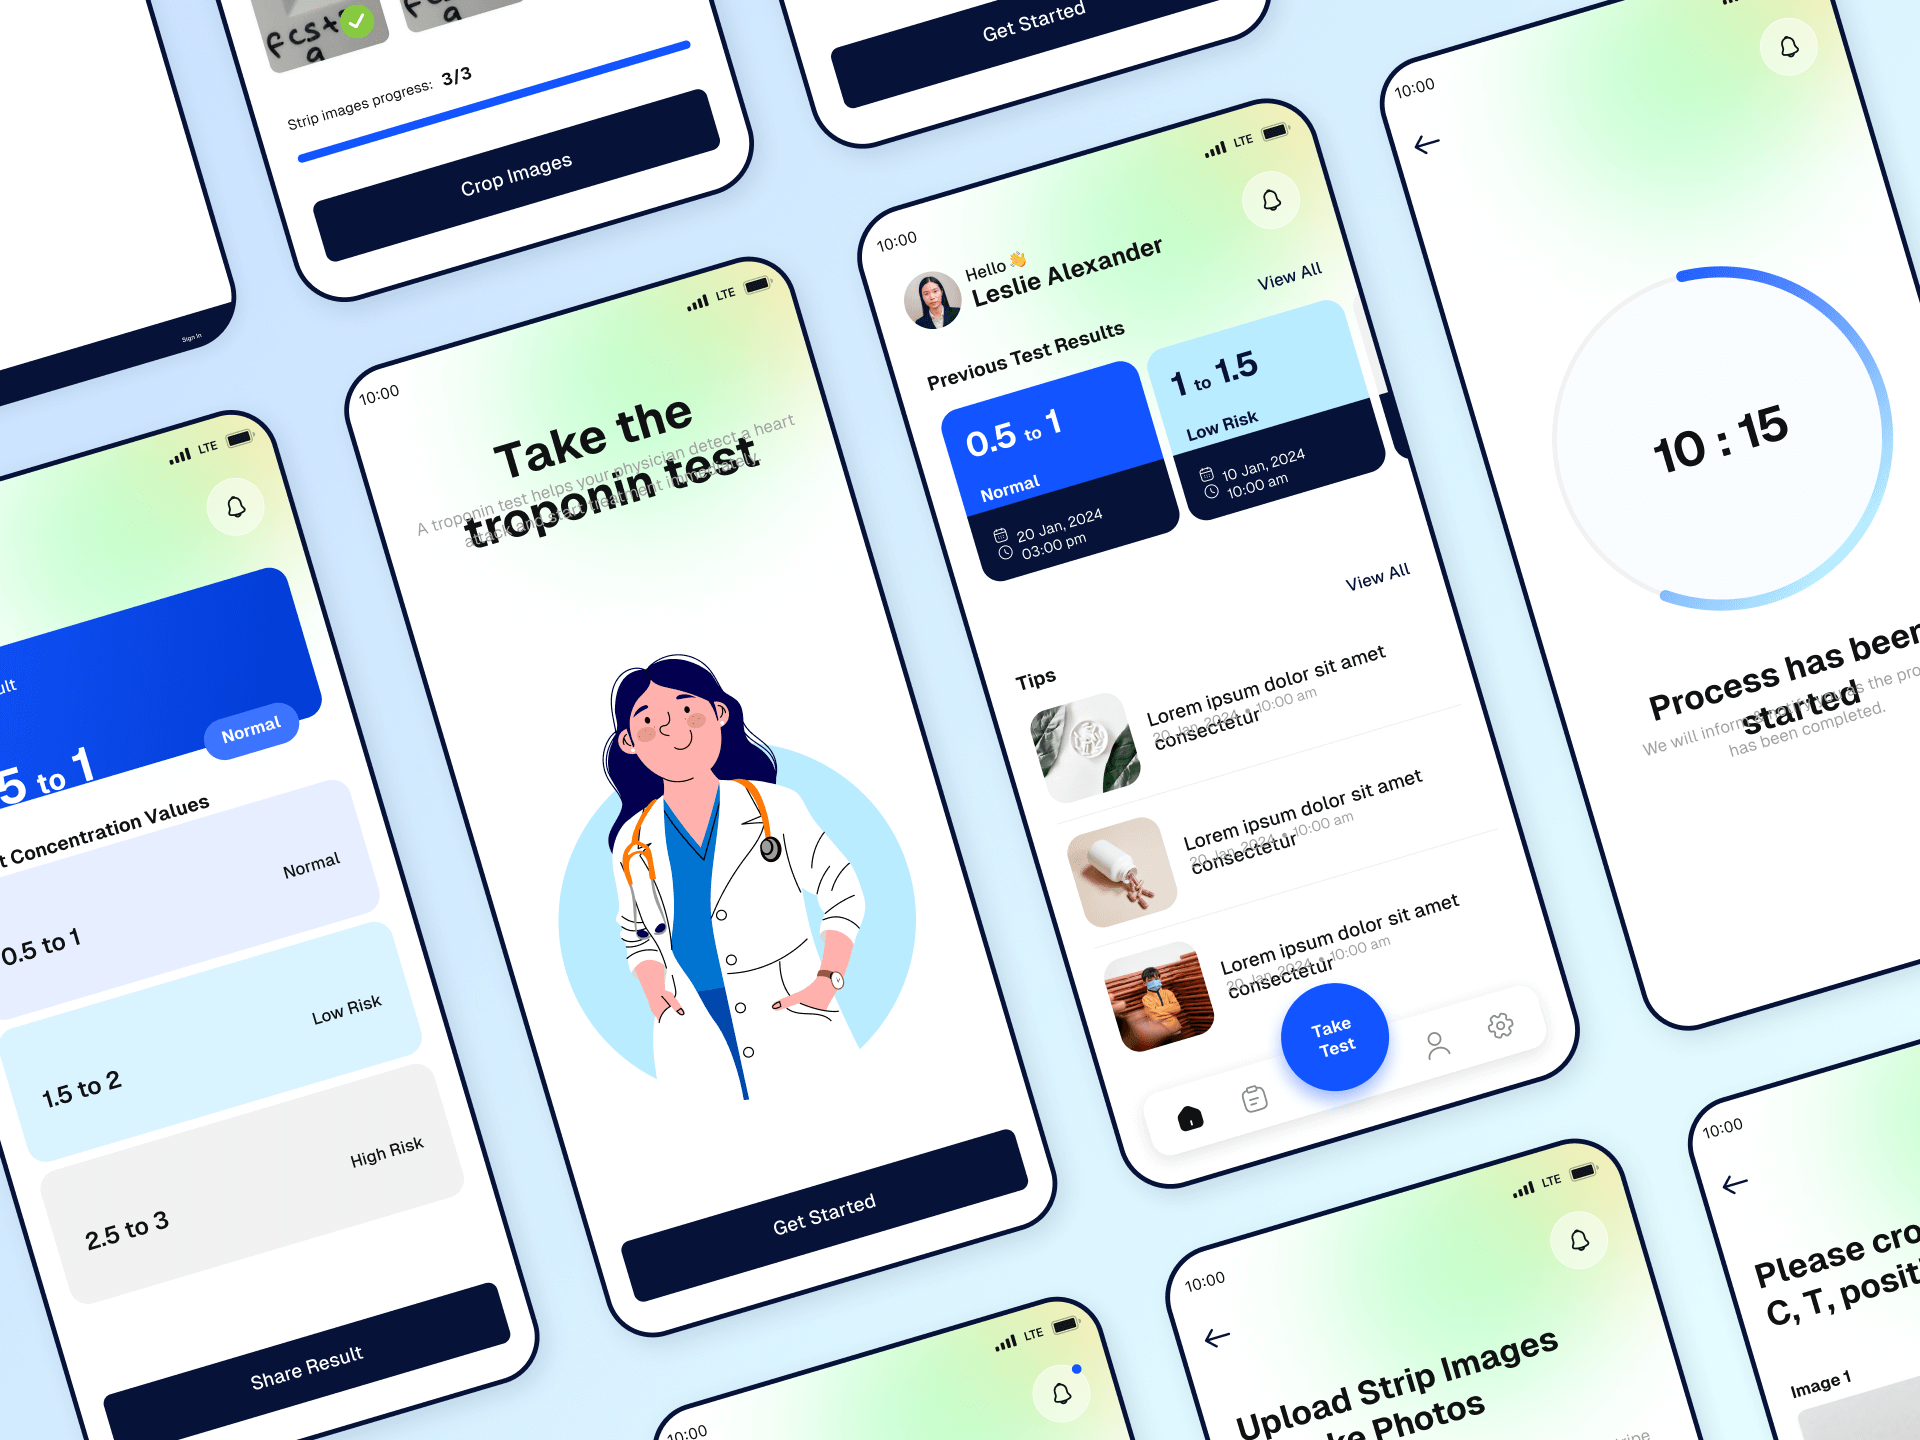 fcst
a
a
Strip images progress: 3/3
Crop Images
Get Started
Sign In
LTE
Normal
5 to 1
t Concentration Values
Normal
0.5 to 1
Low Risk
1.5 to 2
High Risk
2.5 to 3
Share Result
10:00
LTE
Take the
troponin test
A troponin test helps your physician detect a heart
attack and start treatment immediately.
Get Started
10:00
LTE
Hello 👋
Leslie Alexander
View All
Previous Test Results
0.5 to 1
Normal
20 Jan, 2024
03:00 pm
1 to 1.5
Low Risk
10 Jan, 2024
10:00 am
View All
Tips
Lorem ipsum dolor sit amet
consectetur
20 Jan, 2024 • 10:00 am
Lorem ipsum dolor sit amet
consectetur
20 Jan, 2024 • 10:00 am
Lorem ipsum dolor sit amet
consectetur
20 Jan, 2024 • 10:00 am
Take
Test
10:00
10 : 15
Process has been
started
We will inform you as the pro
has been completed.
10:00
LTE
10:00
LTE
Upload Strip Images
ke Photos
10:00
Please cro
C, T, posit
Image 1